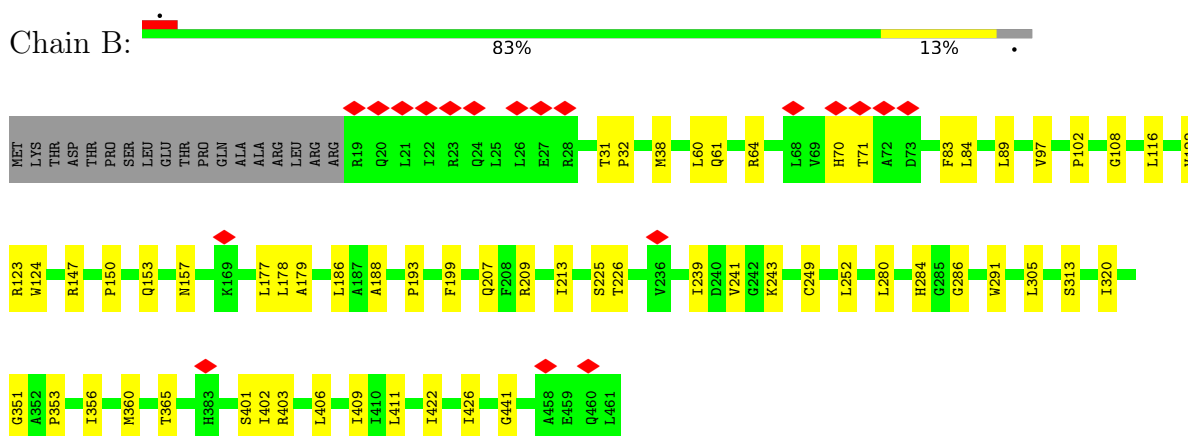 Chain B:
83%
13%
MET LYS THR ASP THR PRO SER LEU GLU THR PRO GLN ALA ALA ARG LEU ARG ARG R19 Q20 L21 I22 R23 Q24 L25 L26 E27 R28 T31 P32 M38 L60 Q61 R64 L68 V69 H70 T71 A72 D73 F83 L84 L89 V97 P102 G108 L116
R123 W124 R147 P150 Q153 N157 K169 L177 L178 A179 L186 A187 A188 P193 F199 Q207 F208 R209 I213 S225 T226 V236 I239 D240 V241 G242 K243 C249 L252 L280 H284 G285 G286 W291 L305 S313 I320
G351 A352 P353 I356 M360 T365 H383 S401 I402 R403 L406 I409 I410 L411 I422 I426 G441 A458 E459 Q460 L461